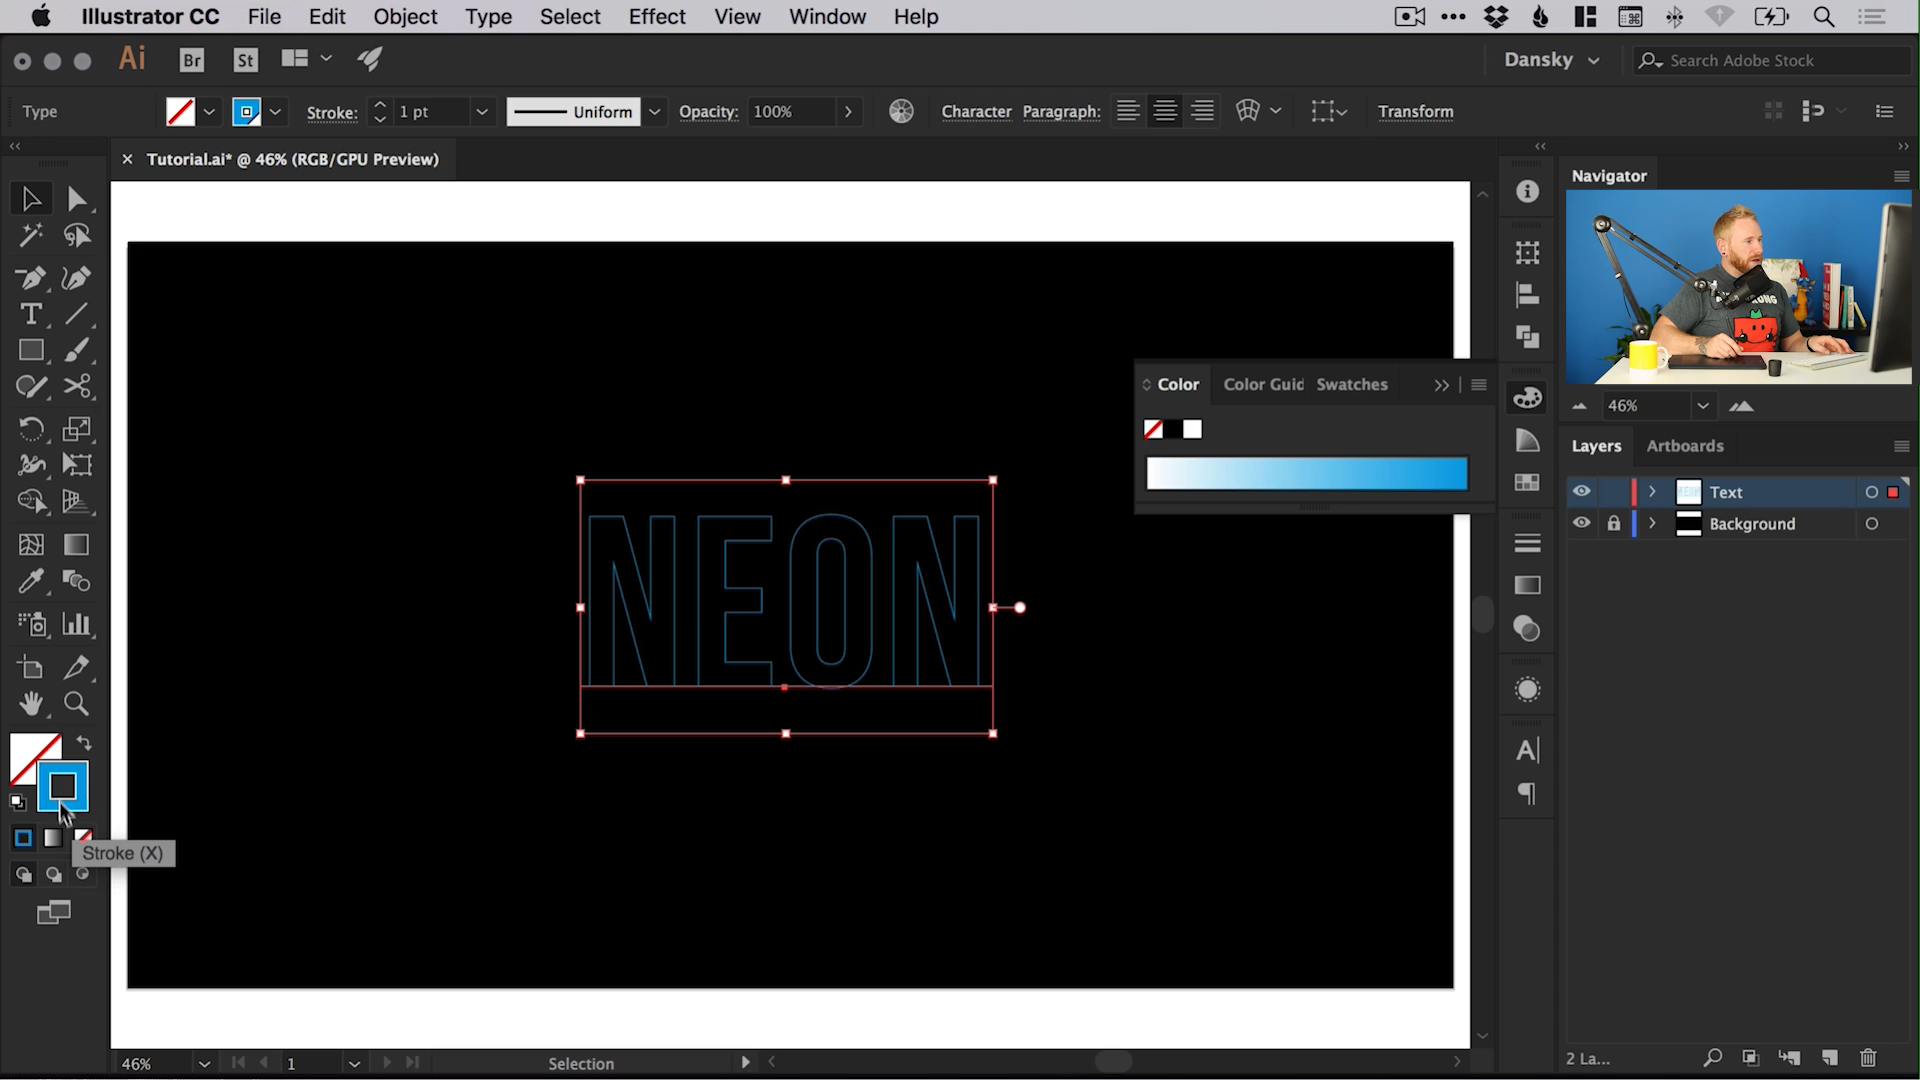 Illustrator CC File Edit Object Type Select Effect View Window Help
Ai Br St Dansky Search Adobe Stock
Type Stroke: 1 pt Uniform Opacity: 100% Character Paragraph: Transform
× Tutorial.ai* @ 46% (RGB/GPU Preview)
Navigator
Color Color Guid Swatches
46%
Layers Artboards
Text
Background
NEON
Stroke (X)
46% 1 Selection
2 La...